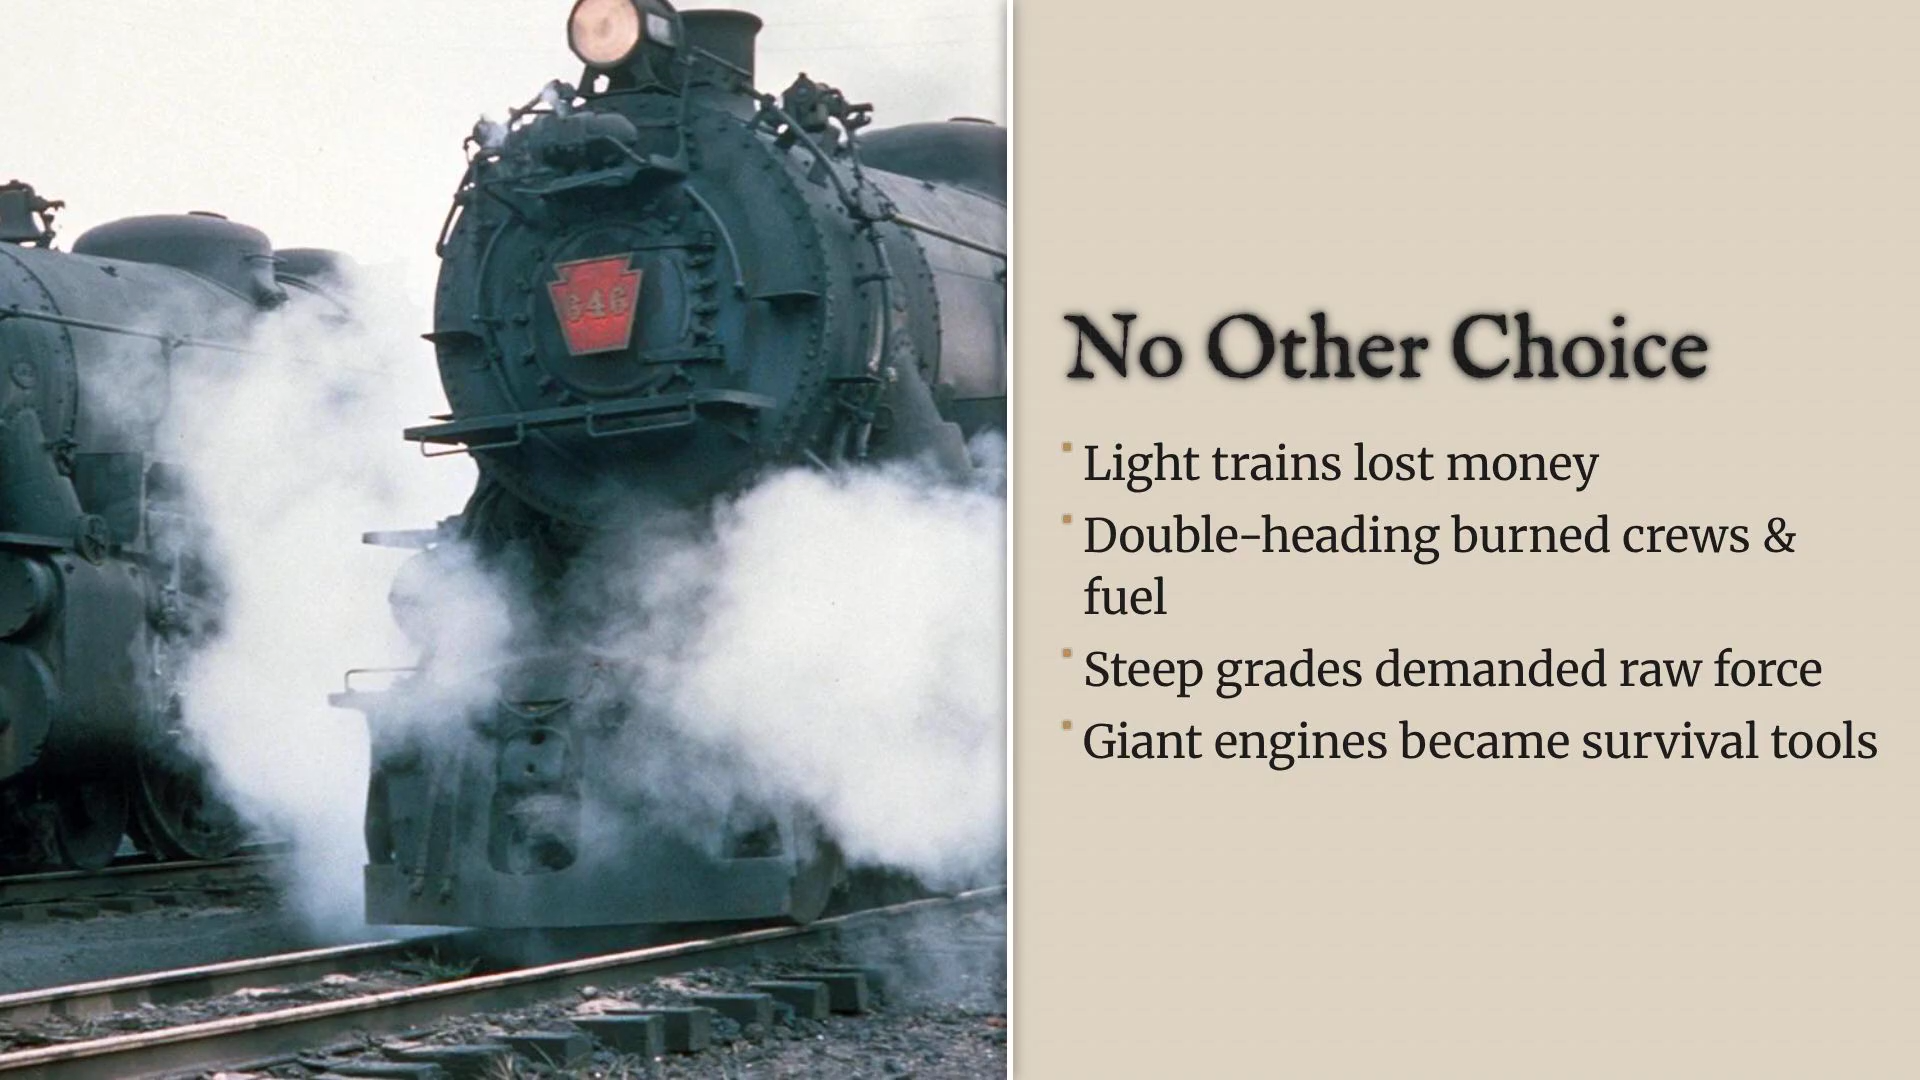 646
No Other Choice
Light trains lost money
Double-heading burned crews &
fuel
Steep grades demanded raw force
Giant engines became survival tools